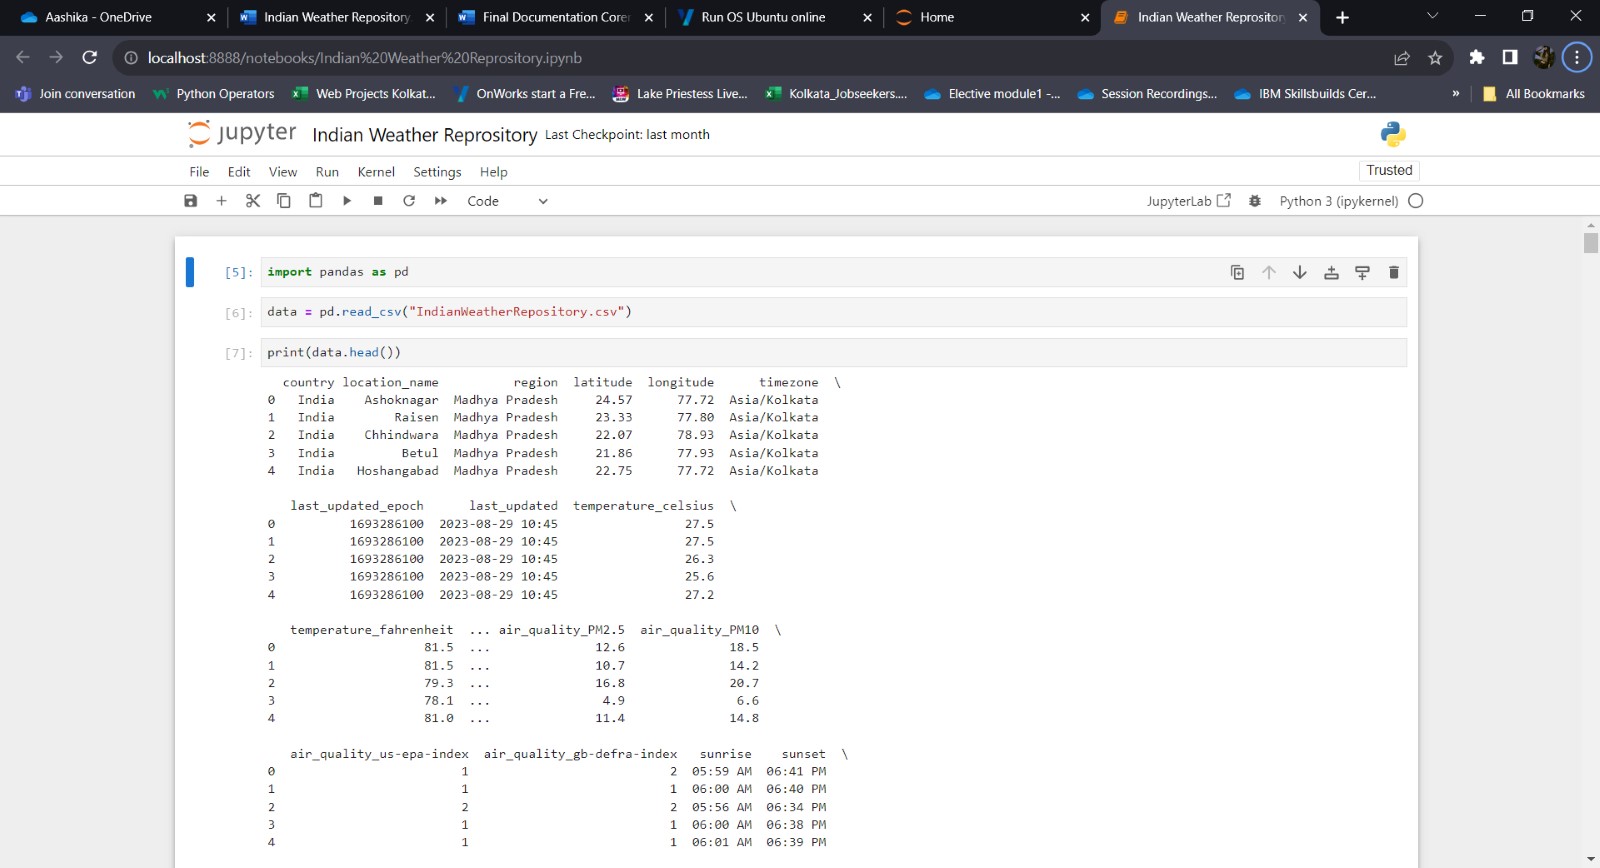 Aashika - OneDrive
Indian Weather Repository
Final Documentation Corer
Run OS Ubuntu online
Home
Indian Weather Reprository
localhost:8888/notebooks/Indian%20Weather%20Reprository.ipynb
Join conversation
Python Operators
Web Projects Kolkat...
OnWorks start a Fre...
Lake Priestess Live...
Kolkata_Jobseekers....
Elective module1 -...
Session Recordings...
IBM Skillsbuilds Cer...
»
All Bookmarks
jupyter Indian Weather Reprository Last Checkpoint: last month
File Edit View Run Kernel Settings Help
Trusted
Code
JupyterLab
Python 3 (ipykernel)
[5]: import pandas as pd
[6]: data = pd.read_csv("IndianWeatherRepository.csv")
[7]: print(data.head())
country location_name region latitude longitude timezone \
0 India Ashoknagar Madhya Pradesh 24.57 77.72 Asia/Kolkata
1 India Raisen Madhya Pradesh 23.33 77.80 Asia/Kolkata
2 India Chhindwara Madhya Pradesh 22.07 78.93 Asia/Kolkata
3 India Betul Madhya Pradesh 21.86 77.93 Asia/Kolkata
4 India Hoshangabad Madhya Pradesh 22.75 77.72 Asia/Kolkata
last_updated_epoch last_updated temperature_celsius \
0 1693286100 2023-08-29 10:45 27.5
1 1693286100 2023-08-29 10:45 27.5
2 1693286100 2023-08-29 10:45 26.3
3 1693286100 2023-08-29 10:45 25.6
4 1693286100 2023-08-29 10:45 27.2
temperature_fahrenheit ... air_quality_PM2.5 air_quality_PM10 \
0 81.5 ... 12.6 18.5
1 81.5 ... 10.7 14.2
2 79.3 ... 16.8 20.7
3 78.1 ... 4.9 6.6
4 81.0 ... 11.4 14.8
air_quality_us-epa-index air_quality_gb-defra-index sunrise sunset \
0 1 2 05:59 AM 06:41 PM
1 1 1 06:00 AM 06:40 PM
2 2 2 05:56 AM 06:34 PM
3 1 1 06:00 AM 06:38 PM
4 1 1 06:01 AM 06:39 PM